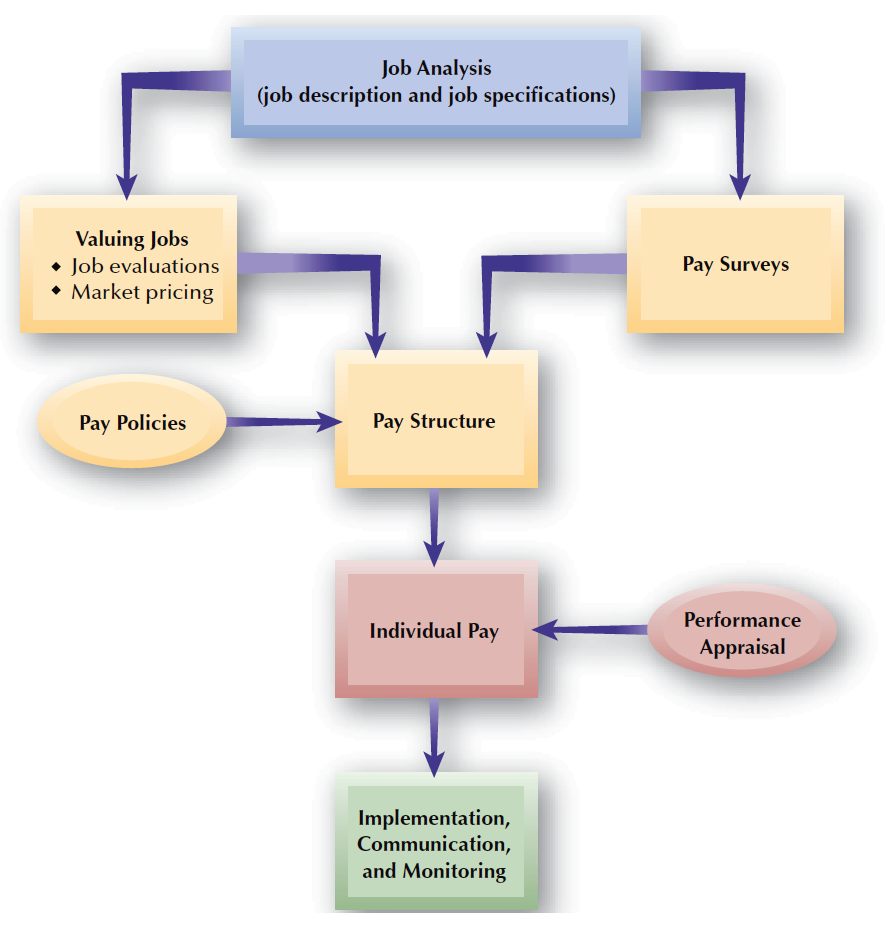 Job Analysis
(job description and job specifications)
Valuing Jobs
◆ Job evaluations
◆ Market pricing
Pay Surveys
Pay Policies
Pay Structure
Individual Pay
Performance
Appraisal
Implementation,
Communication,
and Monitoring